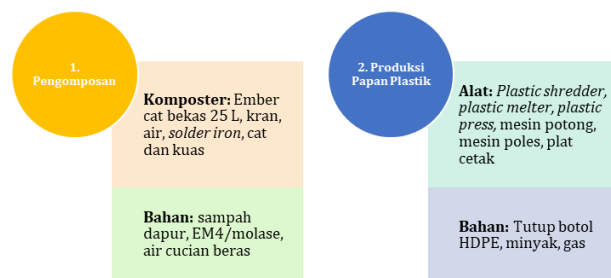 1.
Pengomposan
Komposter: Ember
cat bekas 25 L, kran,
air, solder iron, cat
dan kuas
Bahan: sampah
dapur, EM4/molase,
air cucian beras
2. Produksi
Papan Plastik
Alat: Plastic shredder,
plastic melter, plastic
press, mesin potong,
mesin poles, plat
cetak
Bahan: Tutup botol
HDPE, minyak, gas